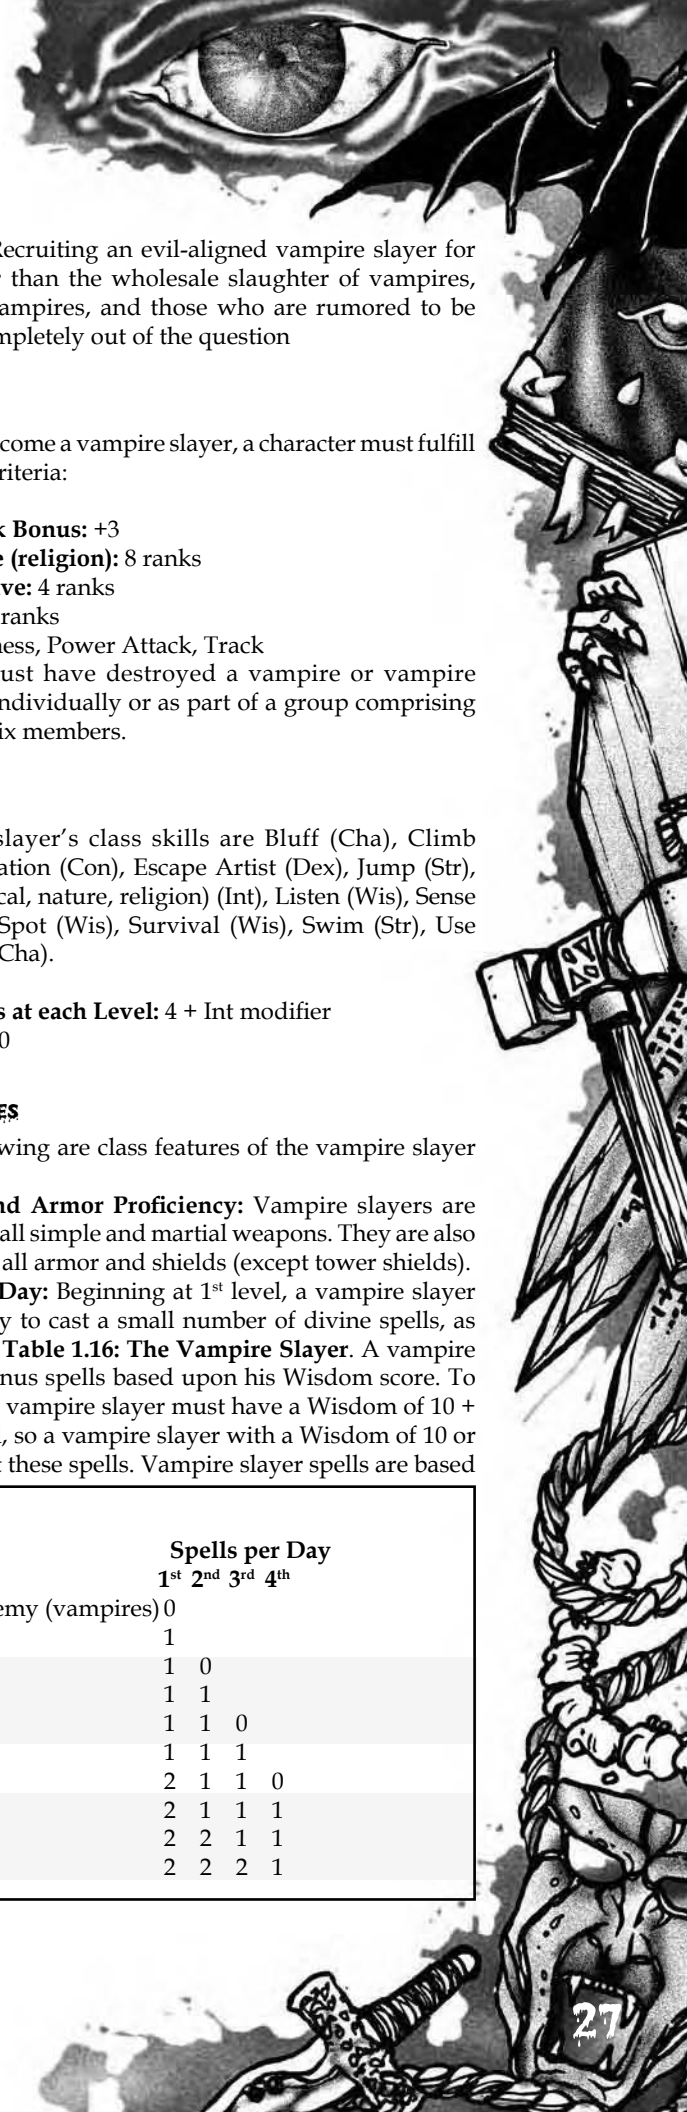 Recruiting an evil-aligned vampire slayer for
than the wholesale slaughter of vampires,
ampires, and those who are rumored to be
mpletely out of the question
come a vampire slayer, a character must fulfill
riteria:
k Bonus: +3
e (religion): 8 ranks
ve: 4 ranks
ranks
ness, Power Attack, Track
ust have destroyed a vampire or vampire
individually or as part of a group comprising
ix members.
slayer’s class skills are Bluff (Cha), Climb
ation (Con), Escape Artist (Dex), Jump (Str),
cal, nature, religion) (Int), Listen (Wis), Sense
Spot (Wis), Survival (Wis), Swim (Str), Use
Cha).
s at each Level: 4 + Int modifier
0
ES
wing are class features of the vampire slayer
nd Armor Proficiency: Vampire slayers are
all simple and martial weapons. They are also
all armor and shields (except tower shields).
Day: Beginning at 1st level, a vampire slayer
y to cast a small number of divine spells, as
Table 1.16: The Vampire Slayer. A vampire
nus spells based upon his Wisdom score. To
vampire slayer must have a Wisdom of 10 +
, so a vampire slayer with a Wisdom of 10 or
t these spells. Vampire slayer spells are based
Spells per Day
1st 2nd 3rd 4th
emy (vampires) 0
1
1 0
1 1
1 1 0
1 1 1
2 1 1 0
2 1 1 1
2 2 1 1
2 2 2 1
27